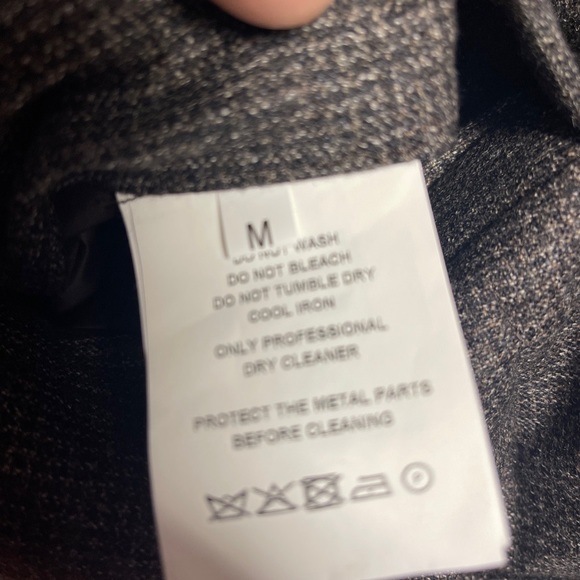 M
DO NOT WASH
DO NOT BLEACH
DO NOT TUMBLE DRY
COOL IRON
ONLY PROFESSIONAL
DRY CLEANER
PROTECT THE METAL PARTS
BEFORE CLEANING
P